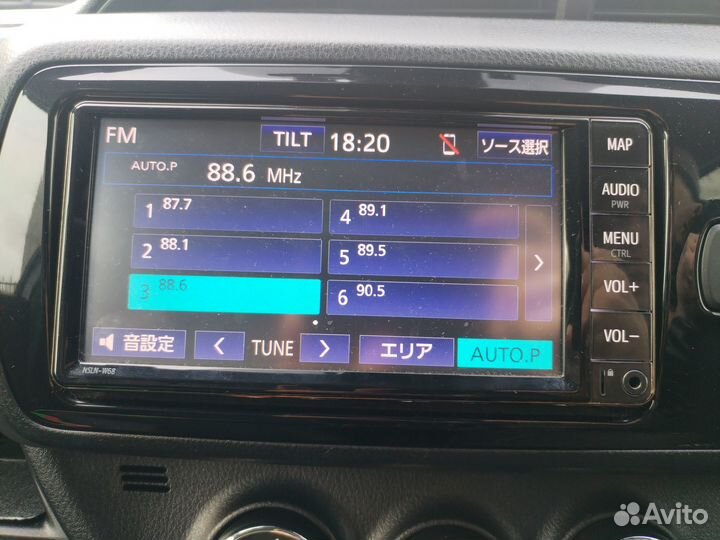 FM TILT 18:20 ソース選択
AUTO.P 88.6 MHz
1 87.7
2 88.1
3 88.6
4 89.1
5 89.5
6 90.5
>
音設定 < TUNE > エリア AUTO.P
NSLN-W68
MAP
AUDIO
PWR
MENU
CTRL
VOL+
VOL-
Avito